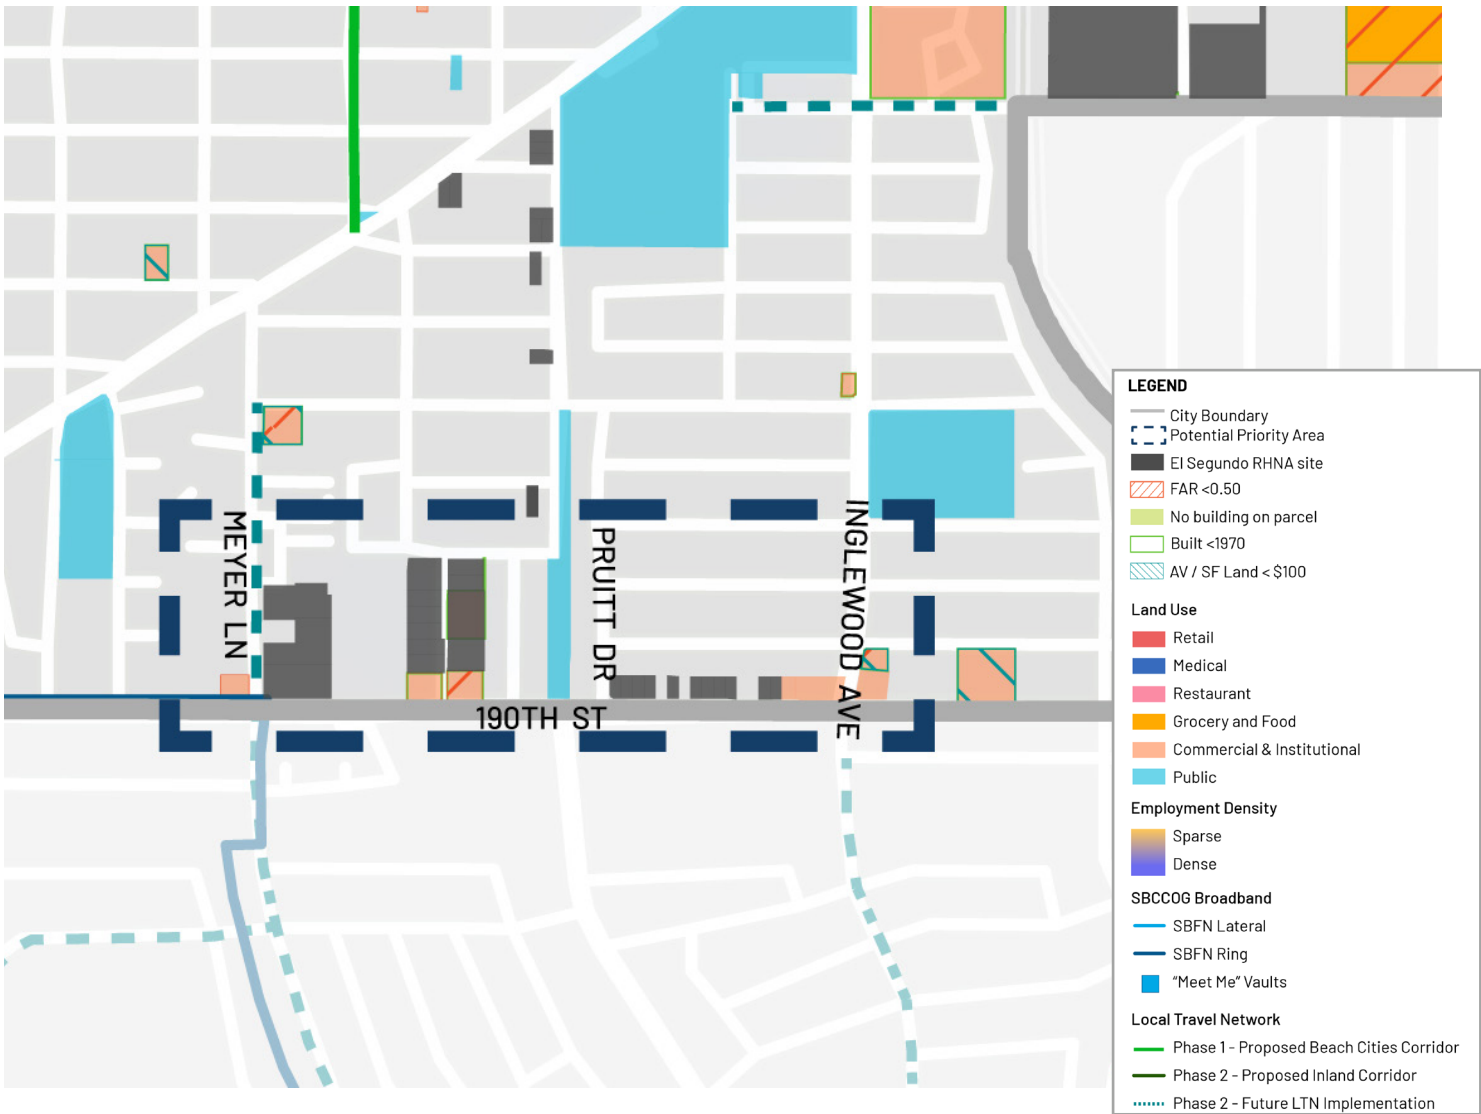 MEYER LN
PRUITT DR
INGLEWOOD AVE
190TH ST
LEGEND
City Boundary
Potential Priority Area
El Segundo RHNA site
FAR <0.50
No building on parcel
Built <1970
AV / SF Land < $100
Land Use
Retail
Medical
Restaurant
Grocery and Food
Commercial & Institutional
Public
Employment Density
Sparse
Dense
SBCCOG Broadband
SBFN Lateral
SBFN Ring
"Meet Me" Vaults
Local Travel Network
Phase 1 - Proposed Beach Cities Corridor
Phase 2 - Proposed Inland Corridor
Phase 2 - Future LTN Implementation